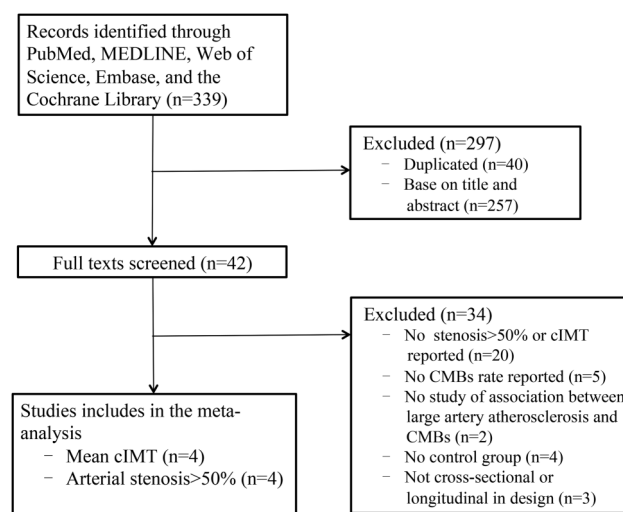 Records identified through
PubMed, MEDLINE, Web of
Science, Embase, and the
Cochrane Library (n=339)
Excluded (n=297)
− Duplicated (n=40)
− Base on title and
abstract (n=257)
Full texts screened (n=42)
Excluded (n=34)
− No stenosis>50% or cIMT
reported (n=20)
− No CMBs rate reported (n=5)
− No study of association between
large artery atherosclerosis and
CMBs (n=2)
− No control group (n=4)
− Not cross-sectional or
longitudinal in design (n=3)
Studies includes in the meta-
analysis
− Mean cIMT (n=4)
− Arterial stenosis>50% (n=4)